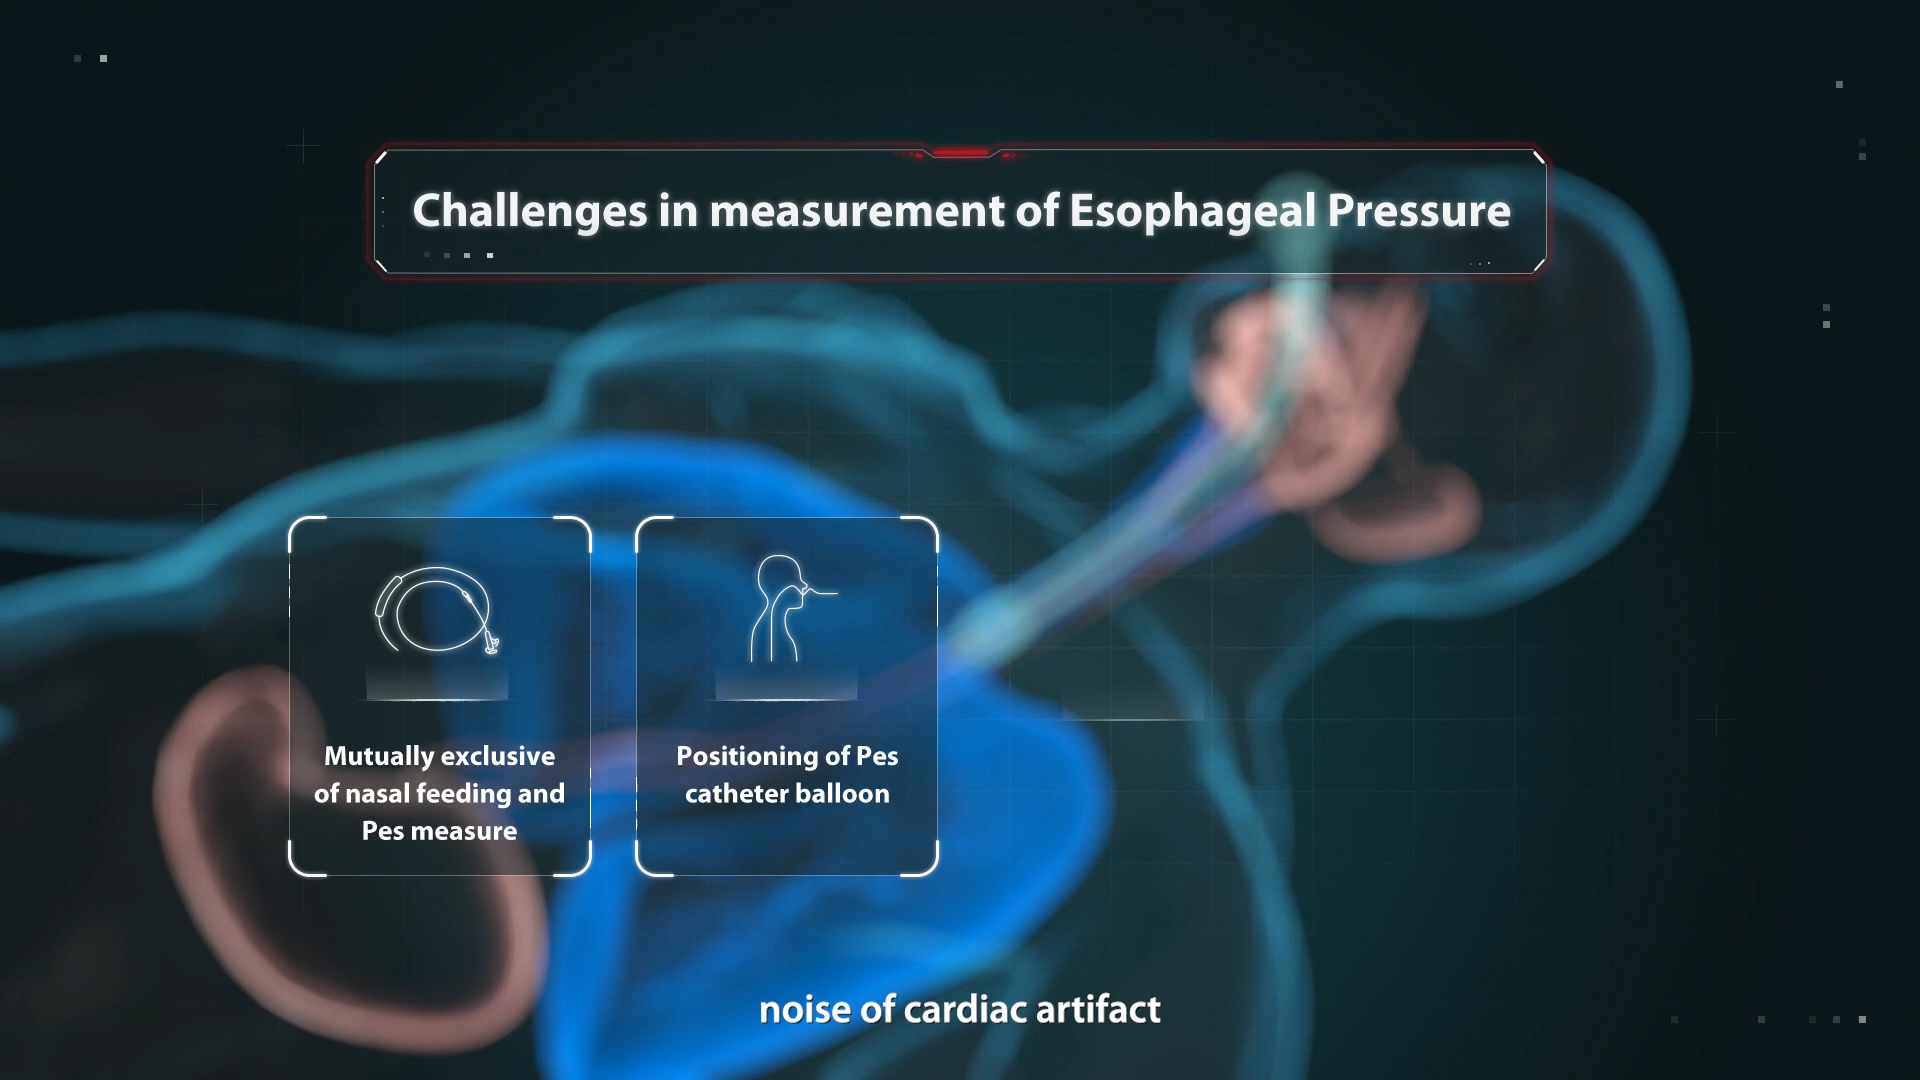 Challenges in measurement of Esophageal Pressure
Mutually exclusive
of nasal feeding and
Pes measure
Positioning of Pes
catheter balloon
noise of cardiac artifact